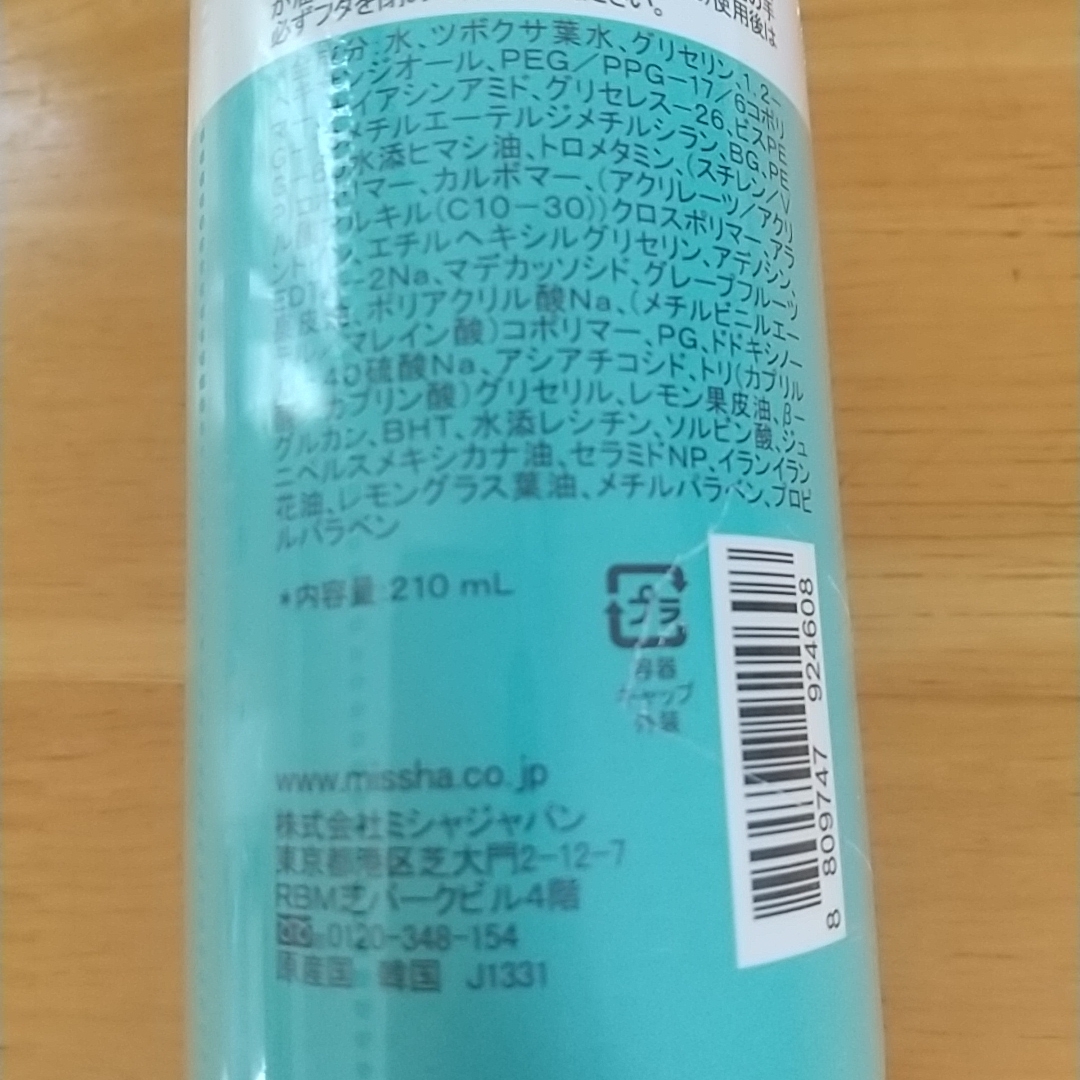 必ずフタを閉
使用後は
成分:水、ツボクサ葉水、グリセリン、1,2-
ンジオール、PEG/PPG-17/6コポリ
イアシンアミド、グリセレス-26、ビスPE
メチルエーテルジメチルシラン、BG、PE
水添ヒマシ油、トロメタミン、(スチレン/V
リマー、カルボマー、(アクリレーツ/アクリ
ルキル(C10-30))クロスポリマー、アラ
ン、エチルヘキシルグリセリン、アデノシン、
EDTA-2Na、マデカッソシド、グレープフルーツ
果皮油、ポリアクリル酸Na、(メチルビニルエー
テル/マレイン酸)コポリマー、PG、ドデキシノー
40硫酸Na、アシアチコシド、トリ(カプリル
カプリン酸)グリセリル、レモン果皮油、β-
グルカン、BHT、水添レシチン、ソルビン酸、ジュ
ニペルスメキシカナ油、セラミドNP、イランイラン
花油、レモングラス葉油、メチルパラベン、プロピ
ルパラベン
*内容量:210 mL
プラ
容器
キャップ
外装
8 809747 924608
www.missha.co.jp
株式会社ミシャジャパン
東京都港区芝大門2-12-7
RBM芝パークビル4階
0120-348-154
原産国 韓国 J1331